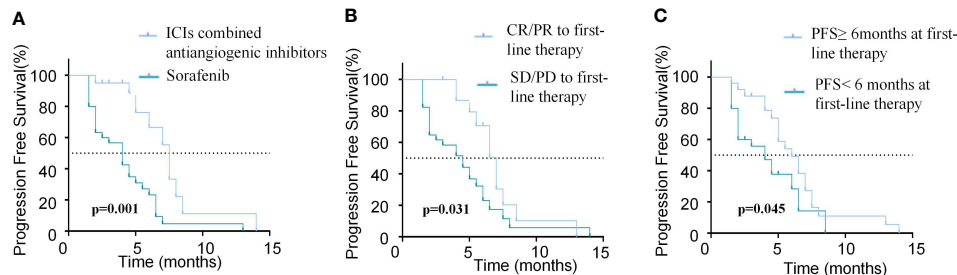 A
ICIs combined
antiangiogenic inhibitors
Sorafenib
Progression Free Survival(%)
100
80
60
40
20
0
p=0.001
0 5 10 15
Time (months)
B
CR/PR to first-
line therapy
SD/PD to first-
line therapy
Progression Free Survival(%)
100
80
60
40
20
0
p=0.031
0 5 10 15
Time (months)
C
PFS≥ 6months at first-
line therapy
PFS< 6 months at
first-line therapy
Progression Free Survival(%)
100
80
60
40
20
0
p=0.045
0 5 10 15
Time (months)